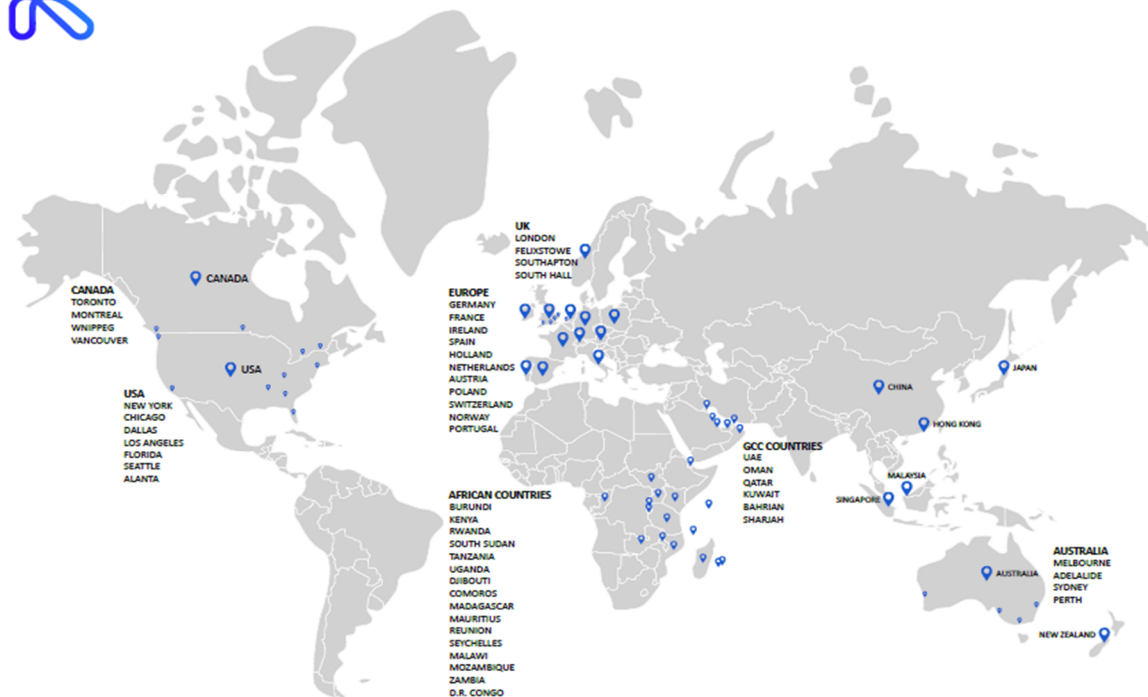 UK
LONDON
FELIXSTOWE
SOUTHAPTON
SOUTH HALL
CANADA
CANADA
TORONTO
MONTREAL
WNIPPEG
VANCOUVER
EUROPE
GERMANY
FRANCE
IRELAND
SPAIN
HOLLAND
NETHERLANDS
AUSTRIA
POLAND
SWITZERLAND
NORWAY
PORTUGAL
USA
USA
NEW YORK
CHICAGO
DALLAS
LOS ANGELES
FLORIDA
SEATTLE
ALANTA
JAPAN
CHINA
HONG KONG
GCC COUNTRIES
UAE
OMAN
QATAR
KUWAIT
BAHRIAN
SHARJAH
MALAYSIA
SINGAPORE
AFRICAN COUNTRIES
BURUNDI
KENYA
RWANDA
SOUTH SUDAN
TANZANIA
UGANDA
DJIBOUTI
COMOROS
MADAGASCAR
MAURITIUS
REUNION
SEYCHELLES
MALAWI
MOZAMBIQUE
ZAMBIA
D.R. CONGO
AUSTRALIA
AUSTRALIA
MELBOURNE
ADELALIDE
SYDNEY
PERTH
NEW ZEALAND